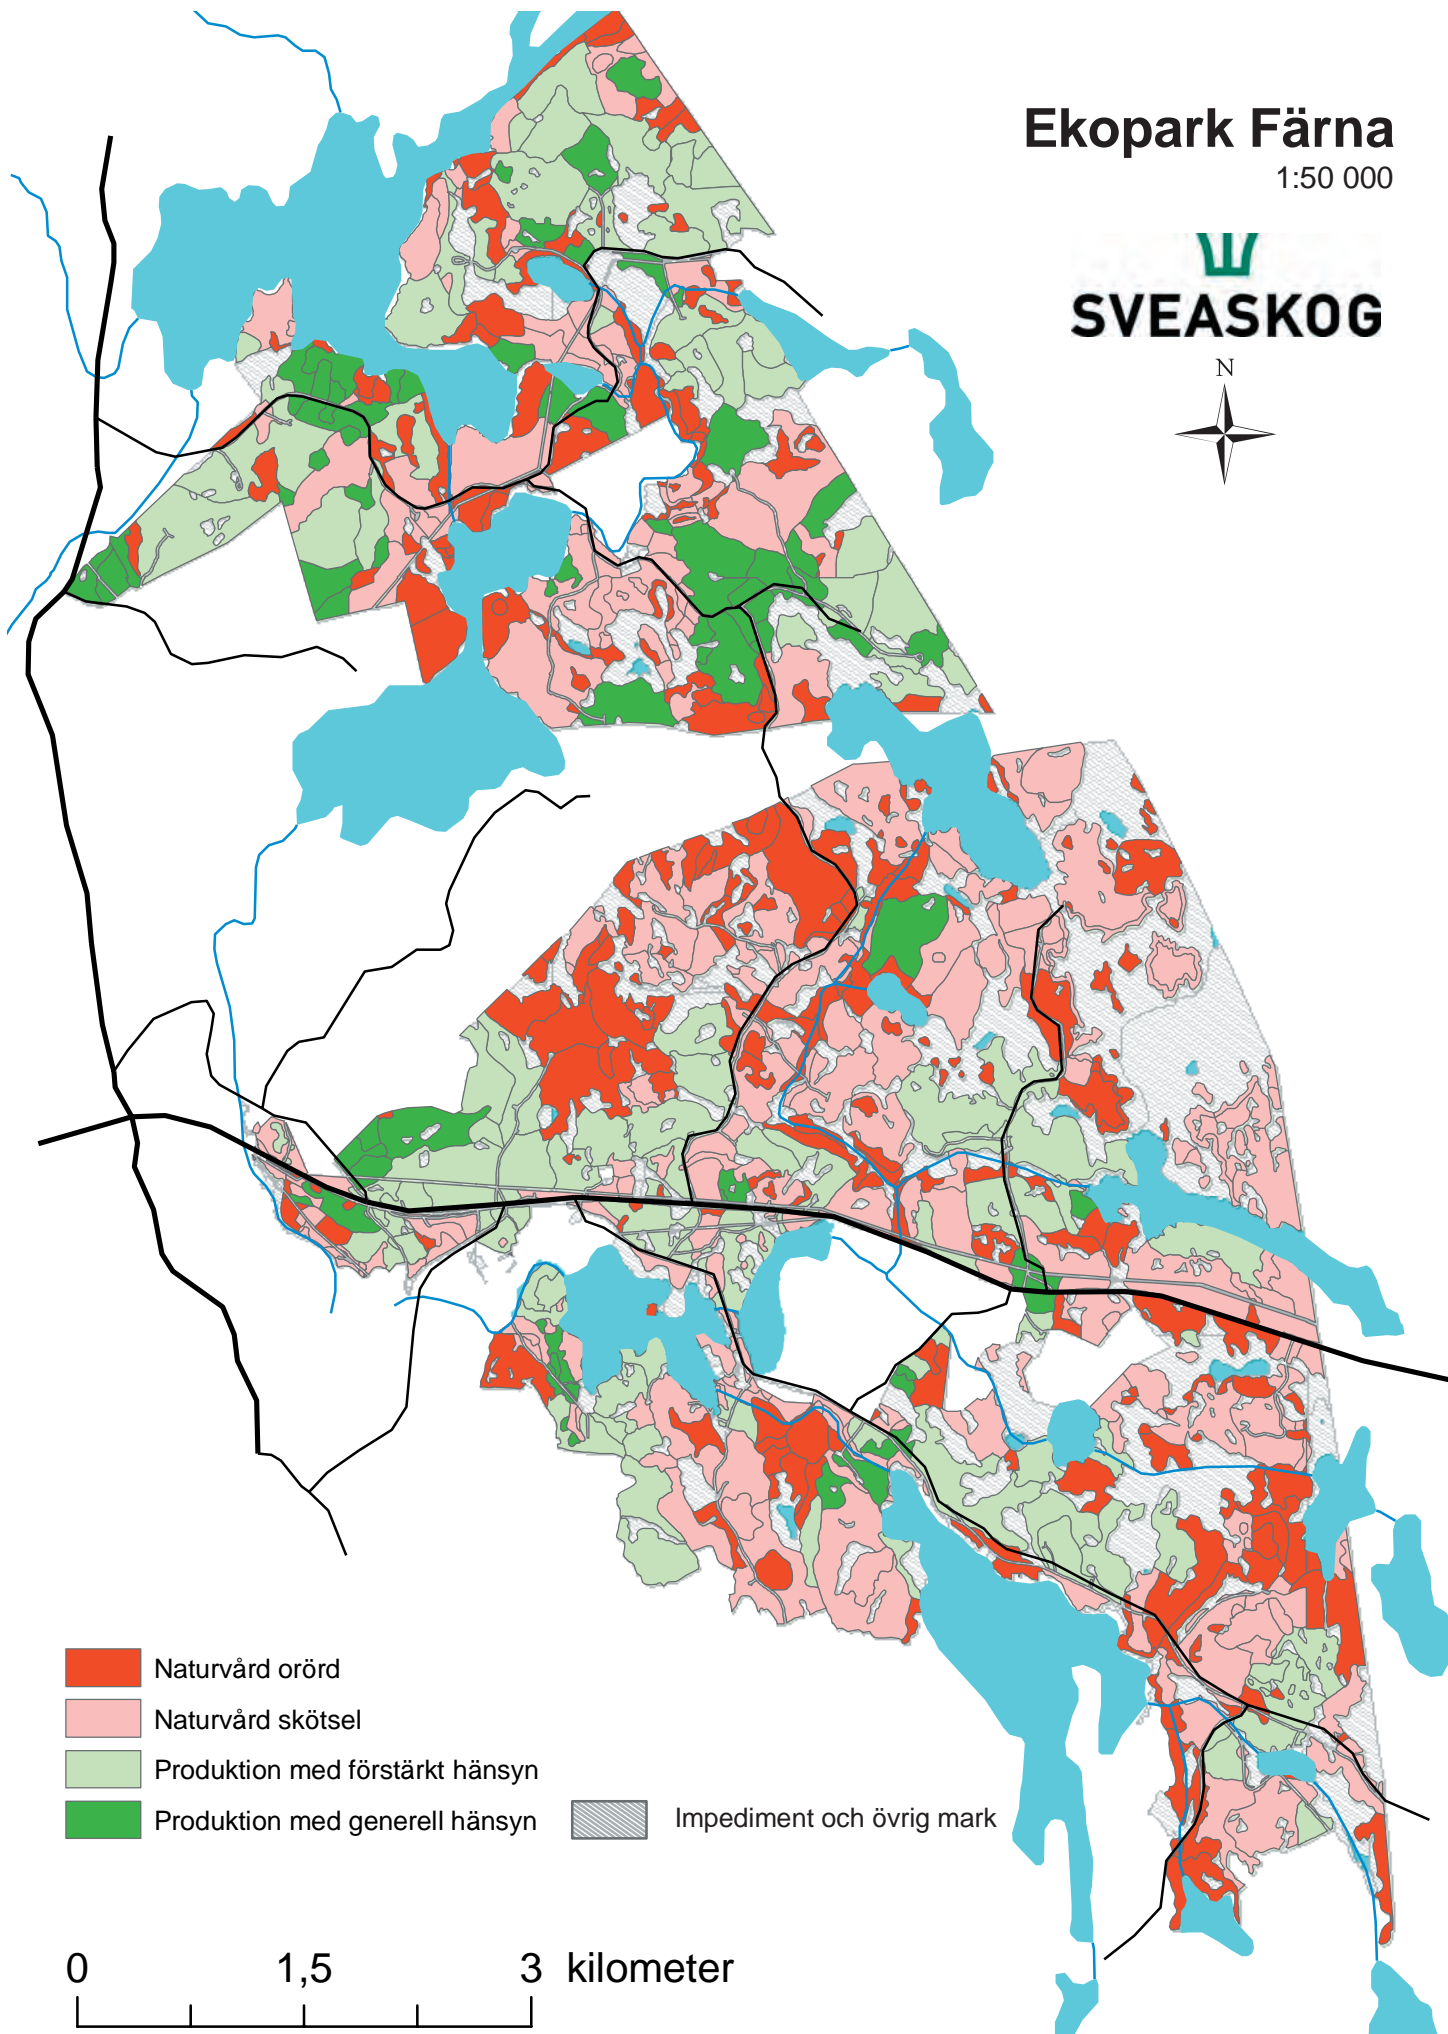 Ekopark Färna
1:50 000
SVEASKOG
N
Naturvård orörd
Naturvård skötsel
Produktion med förstärkt hänsyn
Produktion med generell hänsyn
Impediment och övrig mark
0 1,5 3 kilometer